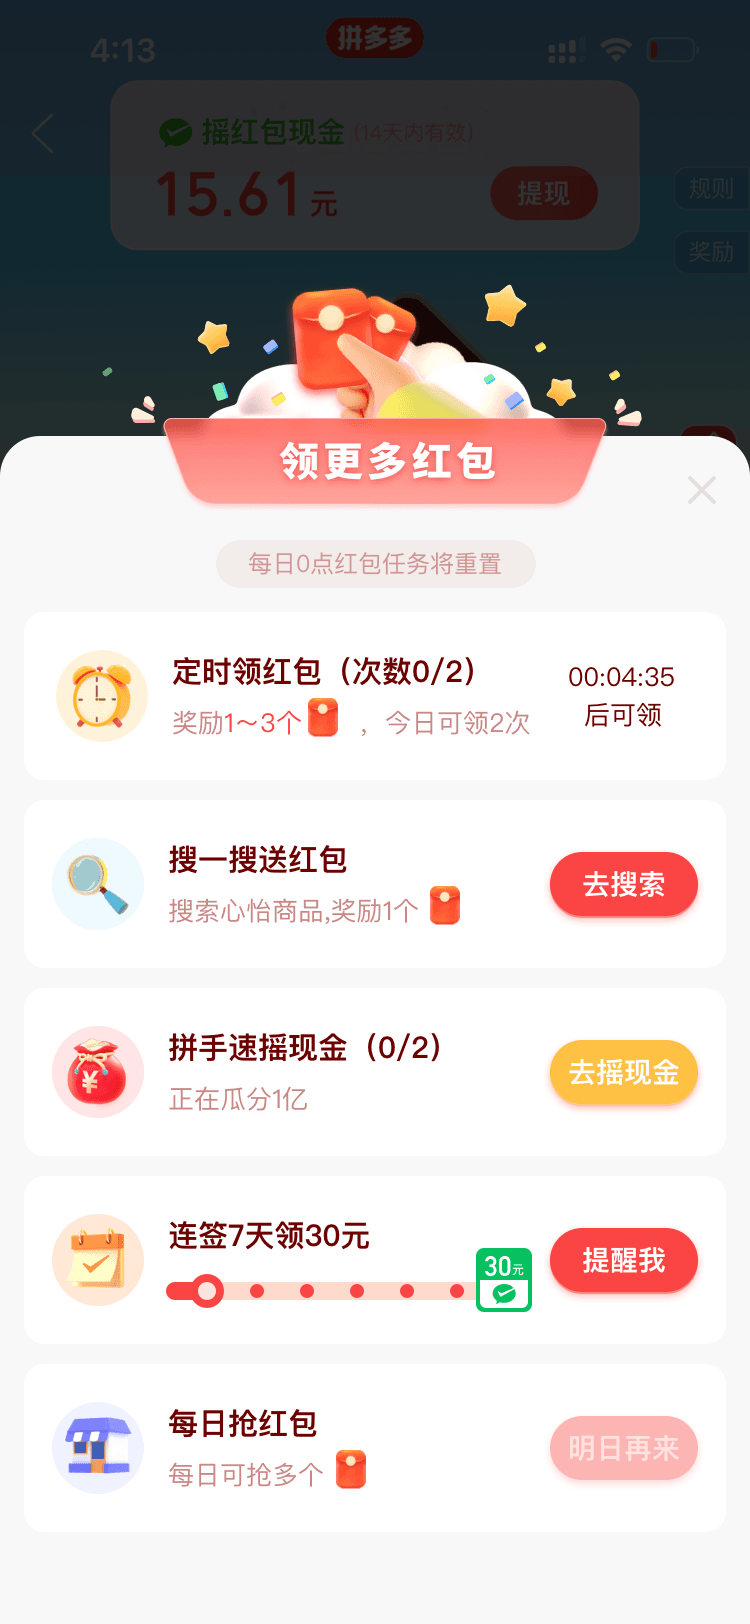 4:13
拼多多
摇红包现金 (14天内有效)
15.61元
提现
规则
奖励
领更多红包
每日0点红包任务将重置
定时领红包（次数0/2）
奖励1～3个 ，今日可领2次
00:04:35
后可领
搜一搜送红包
搜索心怡商品,奖励1个
去搜索
¥
拼手速摇现金（0/2）
正在瓜分1亿
去摇现金
连签7天领30元
30元
提醒我
每日抢红包
每日可抢多个
明日再来